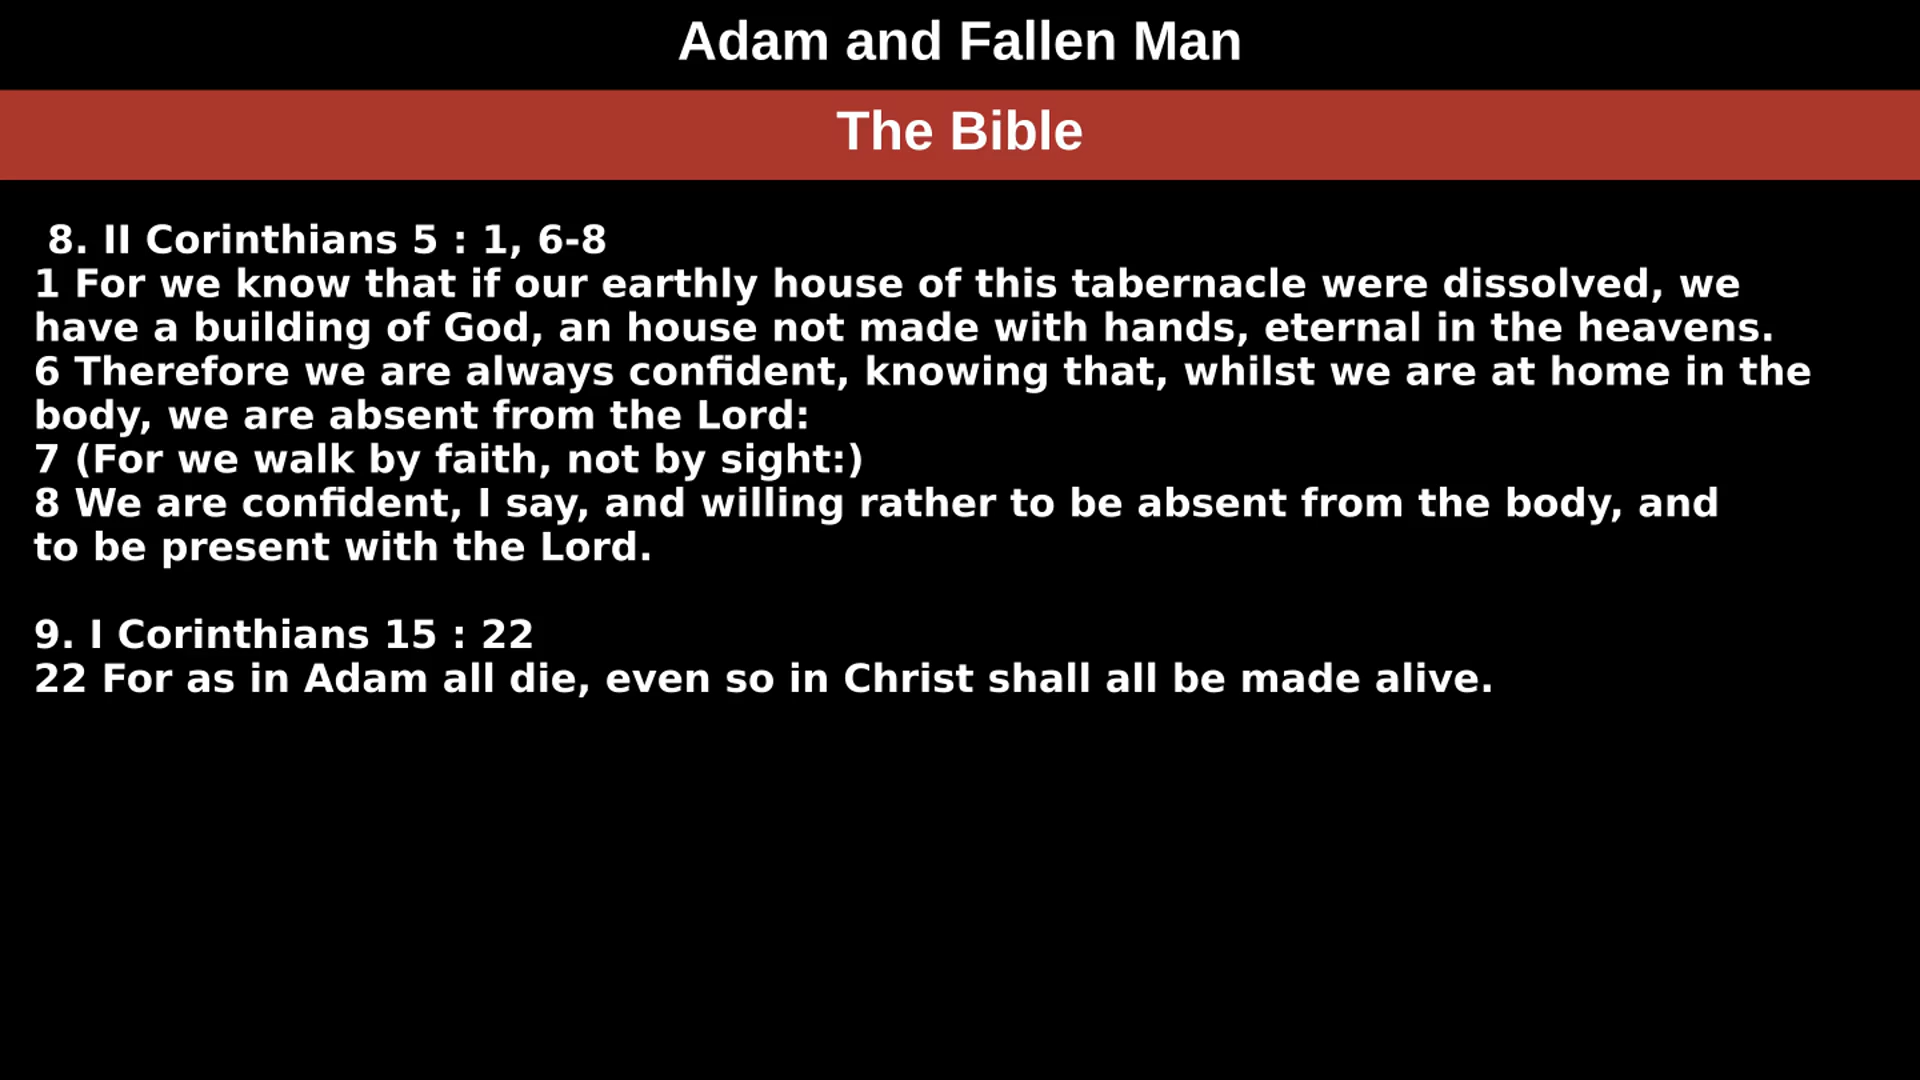 Adam and Fallen Man
The Bible
8. II Corinthians 5 : 1, 6-8
1 For we know that if our earthly house of this tabernacle were dissolved, we
have a building of God, an house not made with hands, eternal in the heavens.
6 Therefore we are always confident, knowing that, whilst we are at home in the
body, we are absent from the Lord:
7 (For we walk by faith, not by sight:)
8 We are confident, I say, and willing rather to be absent from the body, and
to be present with the Lord.
9. I Corinthians 15 : 22
22 For as in Adam all die, even so in Christ shall all be made alive.